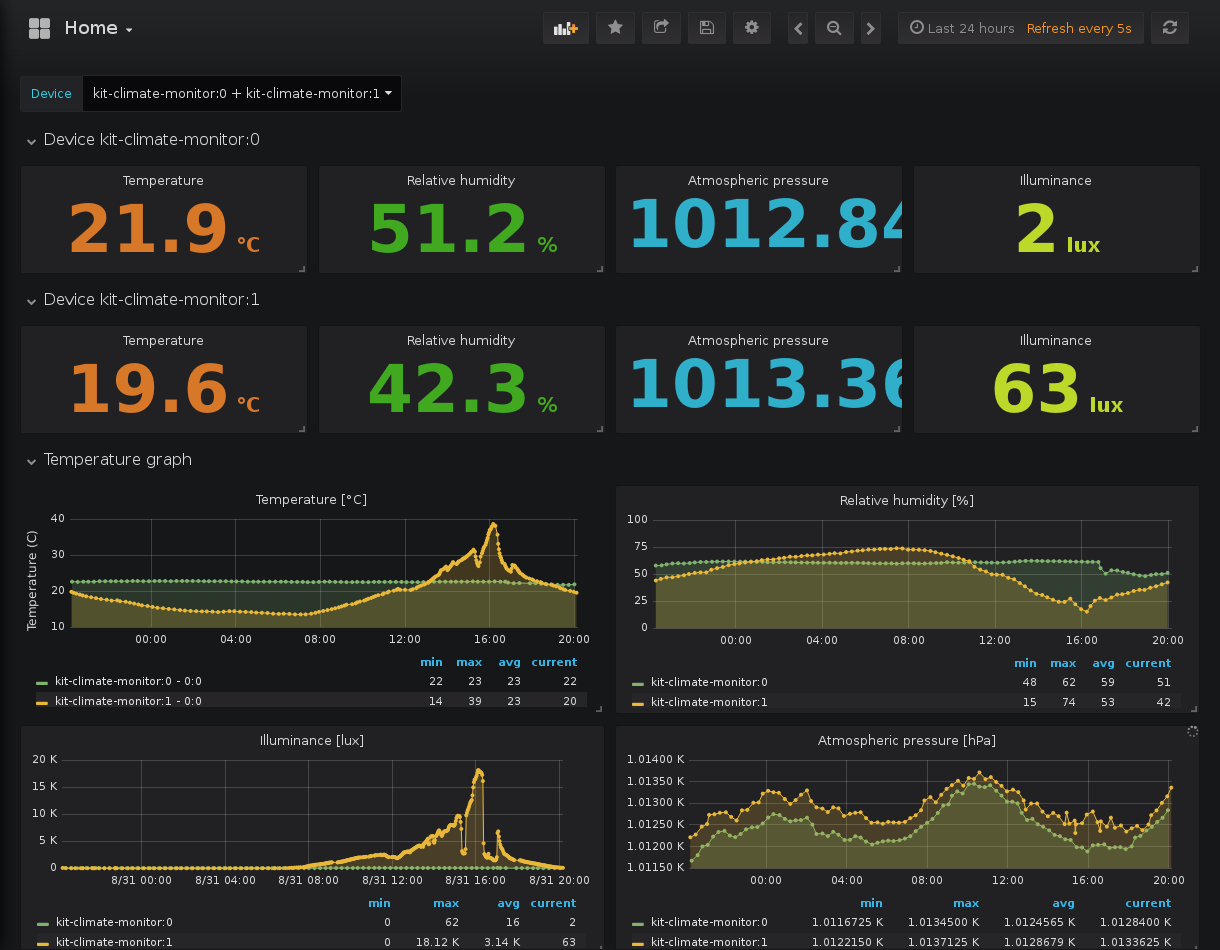 Home
Last 24 hours Refresh every 5s
Device kit-climate-monitor:0 + kit-climate-monitor:1
Device kit-climate-monitor:0
Temperature Relative humidity Atmospheric pressure Illuminance
21.9 °C 51.2 % 1012.84 2 lux
Device kit-climate-monitor:1
Temperature Relative humidity Atmospheric pressure Illuminance
19.6 °C 42.3 % 1013.36 63 lux
Temperature graph
Temperature [°C]
Temperature (C)
40
30
20
10
00:00 04:00 08:00 12:00 16:00 20:00
min max avg current
kit-climate-monitor:0 - 0:0 22 23 23 22
kit-climate-monitor:1 - 0:0 14 39 23 20
Relative humidity [%]
100
75
50
25
0
00:00 04:00 08:00 12:00 16:00 20:00
min max avg current
kit-climate-monitor:0 48 62 59 51
kit-climate-monitor:1 15 74 53 42
Illuminance [lux]
20 K
15 K
10 K
5 K
0
8/31 00:00 8/31 04:00 8/31 08:00 8/31 12:00 8/31 16:00 8/31 20:00
min max avg current
kit-climate-monitor:0 0 62 16 2
kit-climate-monitor:1 0 18.12 K 3.14 K 63
Atmospheric pressure [hPa]
1.01400 K
1.01350 K
1.01300 K
1.01250 K
1.01200 K
1.01150 K
00:00 04:00 08:00 12:00 16:00 20:00
min max avg current
kit-climate-monitor:0 1.0116725 K 1.0134500 K 1.0124565 K 1.0128400 K
kit-climate-monitor:1 1.0122150 K 1.0137125 K 1.0128679 K 1.0133625 K